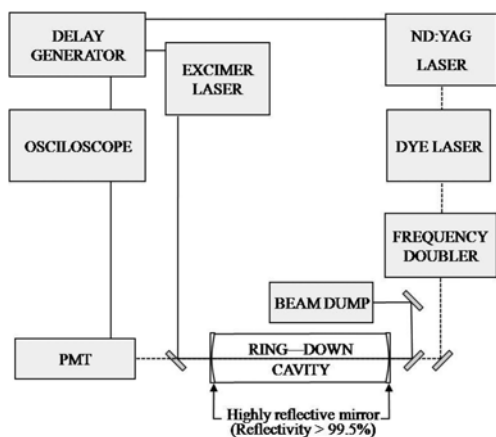 DELAY
GENERATOR
EXCIMER
LASER
ND:YAG
LASER
OSCILOSCOPE
DYE LASER
FREQUENCY
DOUBLER
BEAM DUMP
PMT
RING—DOWN
CAVITY
Highly reflective mirror
(Reflectivity > 99.5%)